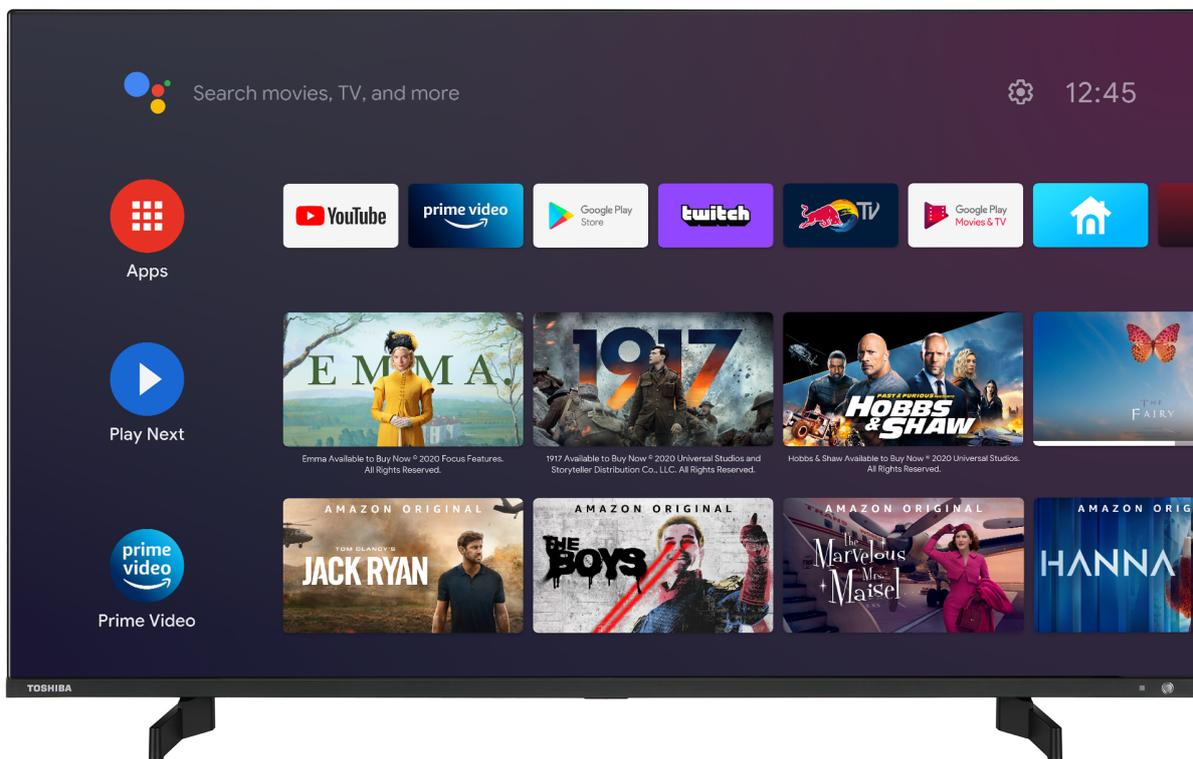 Search movies, TV, and more
12:45
Apps
YouTube
prime video
Google Play
Store
twitch
TV
Google Play
Movies & TV
Play Next
EMMA.
1917
FAST & FURIOUS PRESENTS
HOBBS
& SHAW
THE
FAIRY
Emma Available to Buy Now © 2020 Focus Features.
All Rights Reserved.
1917 Available to Buy Now © 2020 Universal Studios and
Storyteller Distribution Co., LLC. All Rights Reserved.
Hobbs & Shaw Available to Buy Now © 2020 Universal Studios.
All Rights Reserved.
prime
video
Prime Video
AMAZON ORIGINAL
TOM CLANCY'S
JACK RYAN
AMAZON ORIGINAL
THE
BOYS
AMAZON ORIGINAL
The
Marvelous
Mrs.
Maisel
AMAZON ORIG
HANNA
TOSHIBA